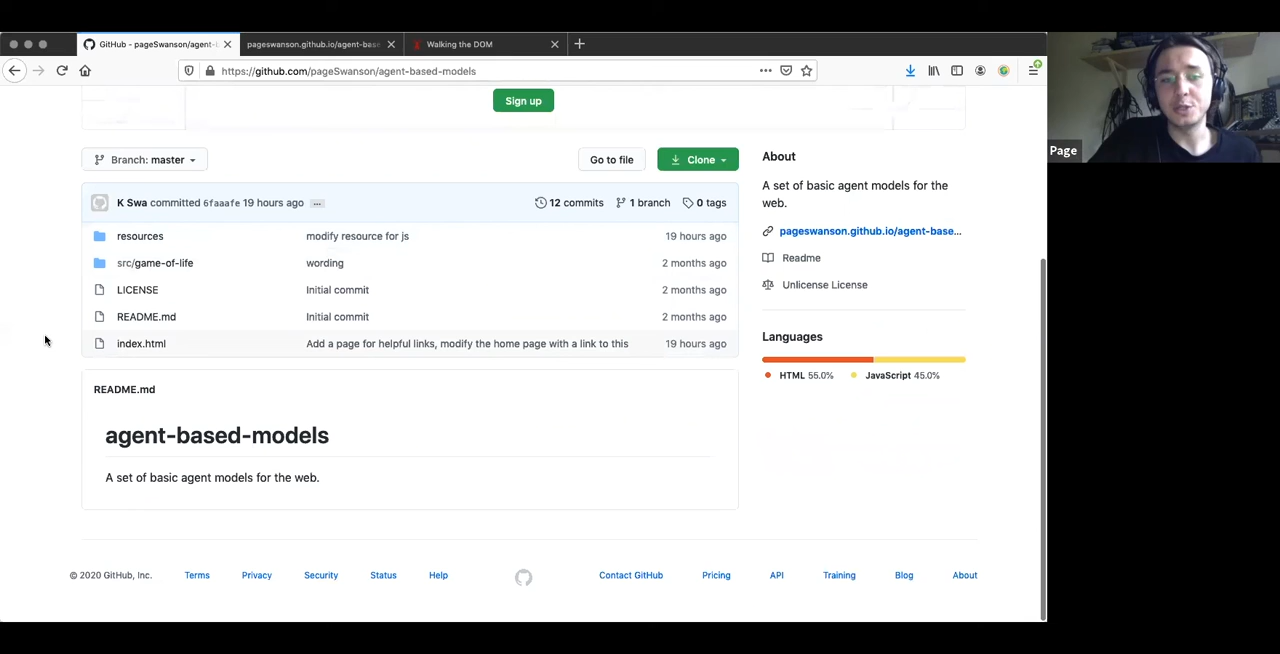 GitHub - pageSwanson/agent-
pageswanson.github.io/agent-base
Walking the DOM
https://github.com/pageSwanson/agent-based-models
Sign up
Branch: master
Go to file
Clone
K Swa committed 6faaafe 19 hours ago
12 commits
1 branch
0 tags
resources modify resource for js 19 hours ago
src/game-of-life wording 2 months ago
LICENSE Initial commit 2 months ago
README.md Initial commit 2 months ago
index.html Add a page for helpful links, modify the home page with a link to this 19 hours ago
README.md
agent-based-models
A set of basic agent models for the web.
About
A set of basic agent models for the
web.
pageswanson.github.io/agent-base...
Readme
Unlicense License
Languages
HTML 55.0% JavaScript 45.0%
© 2020 GitHub, Inc. Terms Privacy Security Status Help Contact GitHub Pricing API Training Blog About
Page